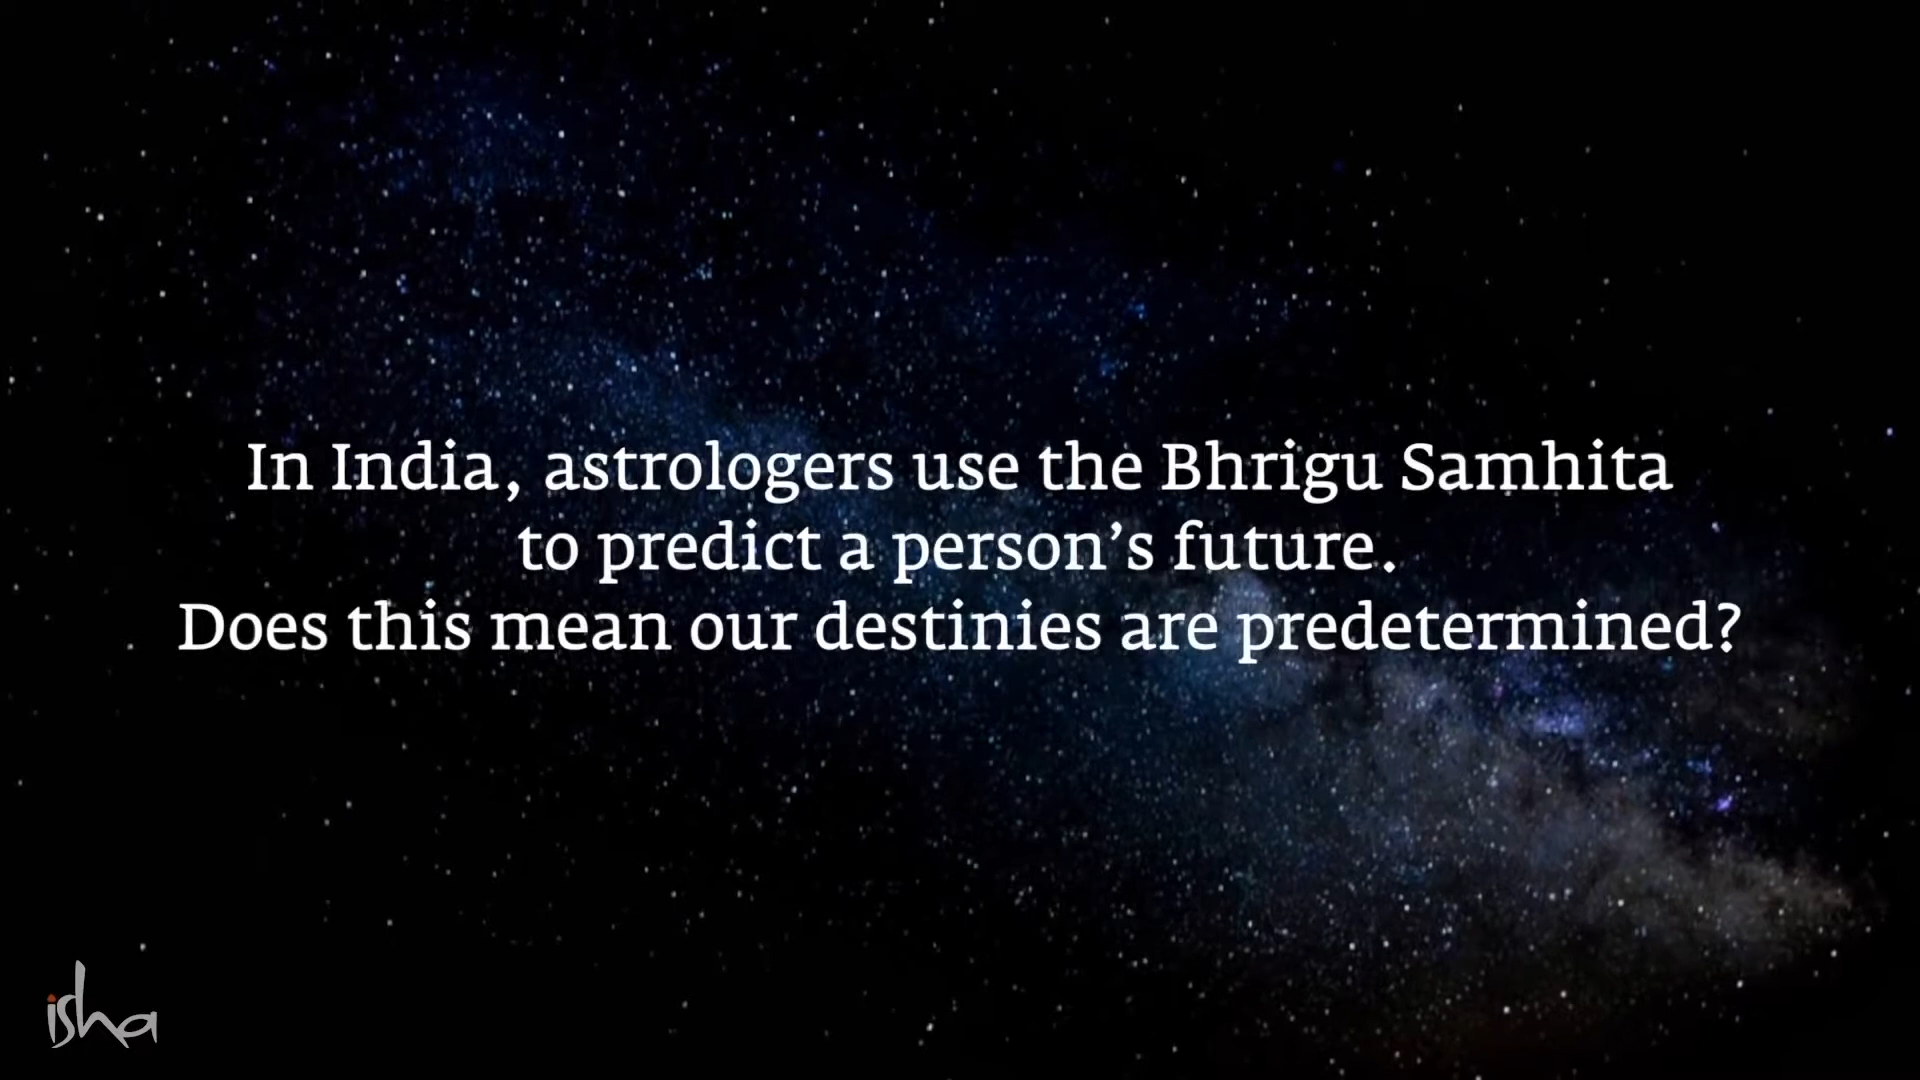 In India, astrologers use the Bhrigu Samhita
to predict a person’s future.
Does this mean our destinies are predetermined?
isha